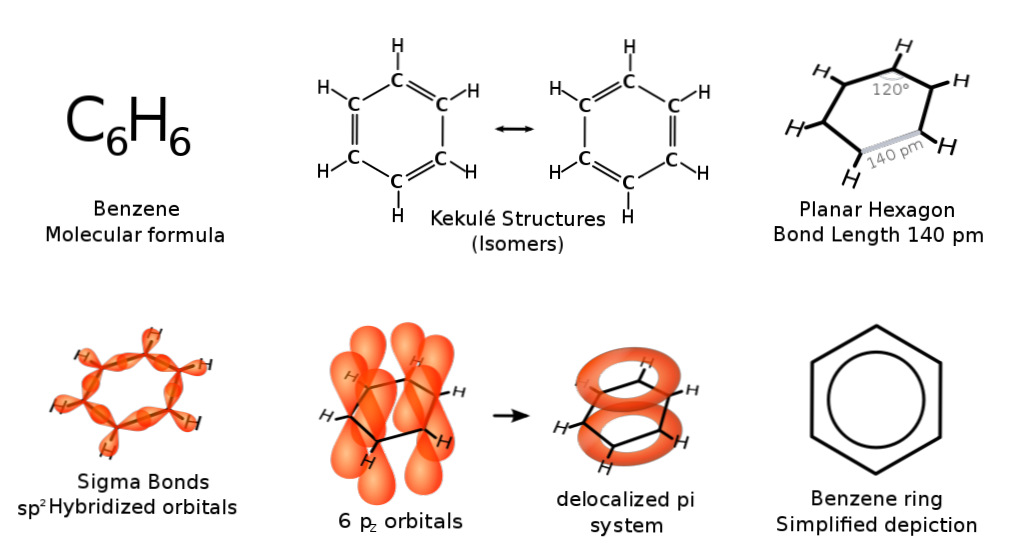 C6H6
Benzene
Molecular formula
H
H
H
C
C
C
C
C
C
H
H
H
H
H
H
C
C
C
C
C
C
H
H
H
Kekulé Structures
(Isomers)
H
H
H
120°
H
H
140 pm
H
Planar Hexagon
Bond Length 140 pm
H
H
H
H
H
H
Sigma Bonds
sp² Hybridized orbitals
H
H
H
H
H
H
6 pz orbitals
H
H
H
H
H
H
delocalized pi
system
Benzene ring
Simplified depiction